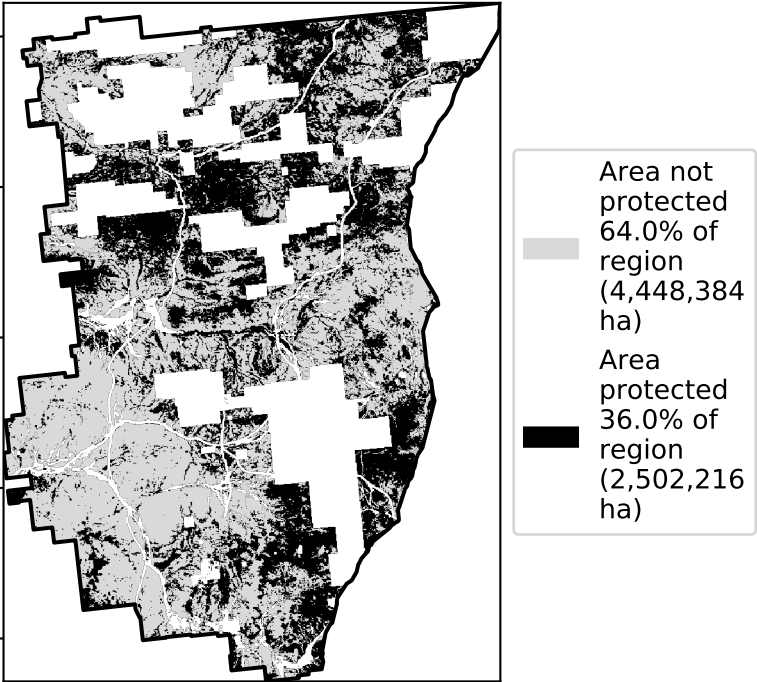 Area not
protected
64.0% of
region
(4,448,384
ha)
Area
protected
36.0% of
region
(2,502,216
ha)